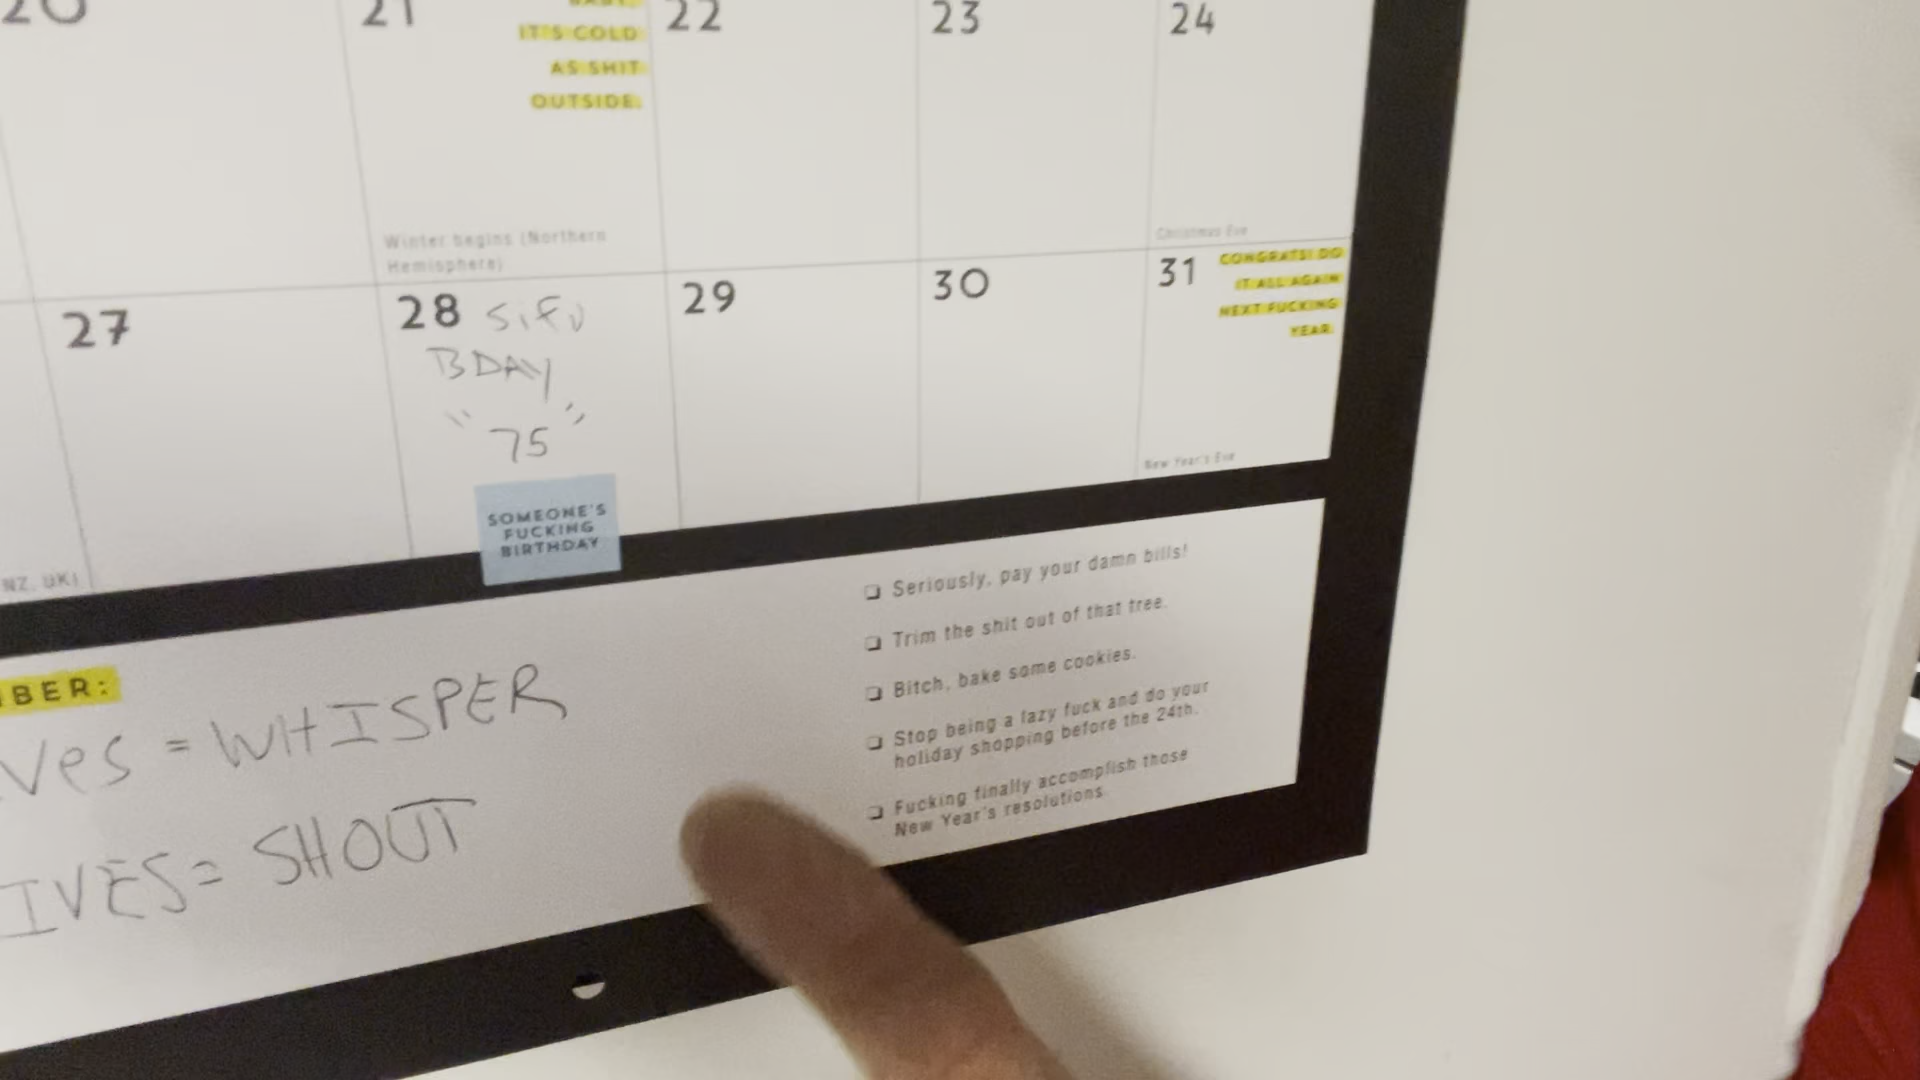 20
21
IT'S COLD
AS SHIT
OUTSIDE.
22
23
24
Winter begins (Northern
Hemisphere)
Christmas Eve
27
28 SiFU
BDAY
"75"
SOMEONE'S
FUCKING
BIRTHDAY
29
30
31
CONGRATS! DO
IT ALL AGAIN
NEXT FUCKING
YEAR.
New Year's Eve
NZ, UK)
BER:
Ves = WHISPER
IVES = SHOUT
❏ Seriously, pay your damn bills!
❏ Trim the shit out of that tree.
❏ Bitch, bake some cookies.
❏ Stop being a lazy fuck and do your
holiday shopping before the 24th.
❏ Fucking finally accomplish those
New Year's resolutions.